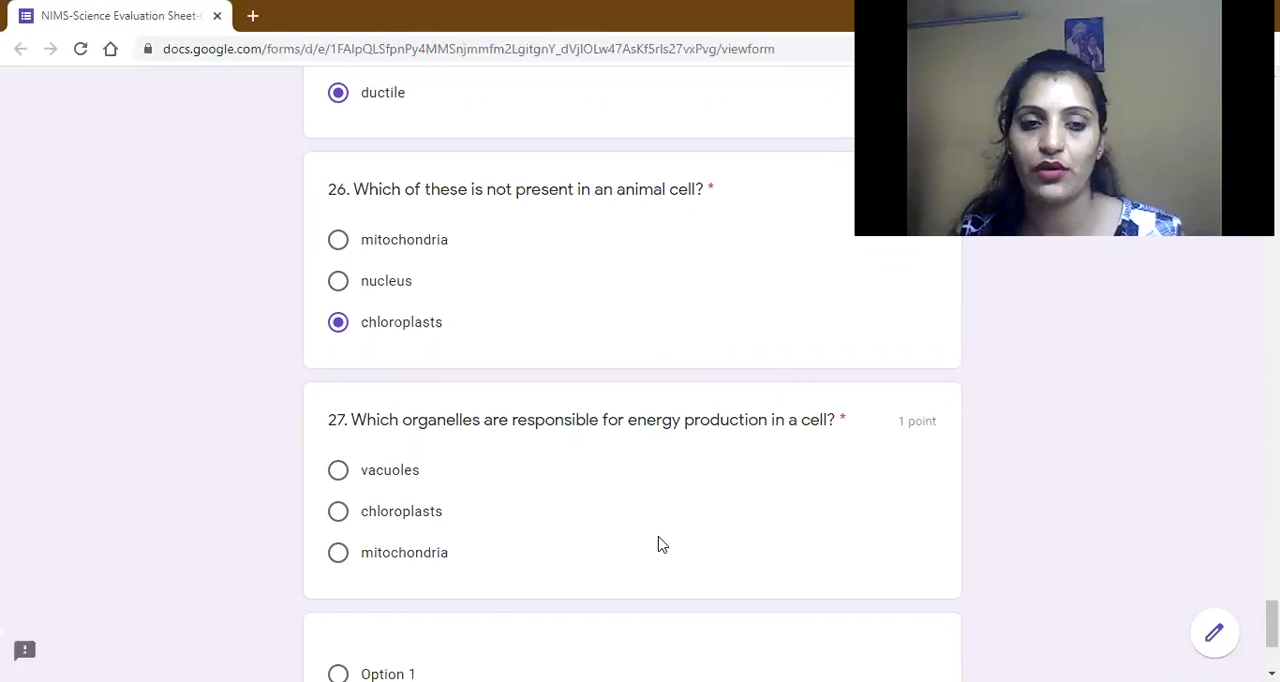 NIMS-Science Evaluation Sheet-
docs.google.com/forms/d/e/1FAIpQLSfpnPy4MMSnjmmfm2LgitgnY_dVjIOLw47AsKf5rIs27vxPvg/viewform
ductile
26. Which of these is not present in an animal cell? *
mitochondria
nucleus
chloroplasts
27. Which organelles are responsible for energy production in a cell? *
1 point
vacuoles
chloroplasts
mitochondria
Option 1